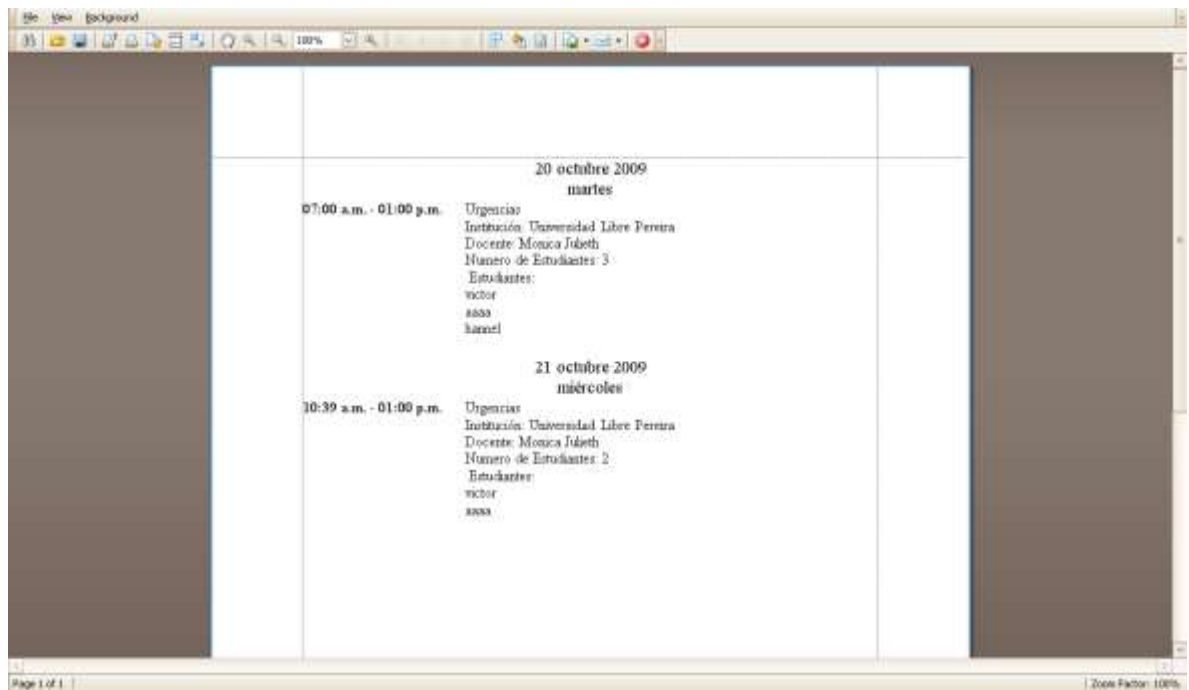 File View Background
100%
20 octubre 2009
martes
07:00 a.m. - 01:00 p.m. Urgencias
Institución: Universidad Libre Pereira
Docente: Monica Julieth
Numero de Estudiantes: 3
Estudiantes:
victor
aaaa
hannel
21 octubre 2009
miércoles
10:39 a.m. - 01:00 p.m. Urgencias
Institución: Universidad Libre Pereira
Docente: Monica Julieth
Numero de Estudiantes: 2
Estudiantes:
victor
aaaa
Page 1 of 1 Zoom Factor: 100%